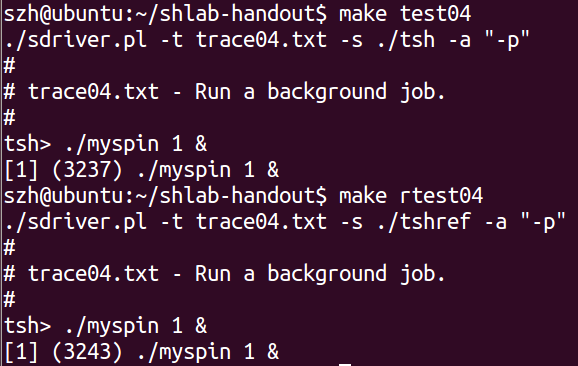 szh@ubuntu:~/shlab-handout$ make test04
./sdriver.pl -t trace04.txt -s ./tsh -a "-p"
#
# trace04.txt - Run a background job.
#
tsh> ./myspin 1 &
[1] (3237) ./myspin 1 &
szh@ubuntu:~/shlab-handout$ make rtest04
./sdriver.pl -t trace04.txt -s ./tshref -a "-p"
#
# trace04.txt - Run a background job.
#
tsh> ./myspin 1 &
[1] (3243) ./myspin 1 &